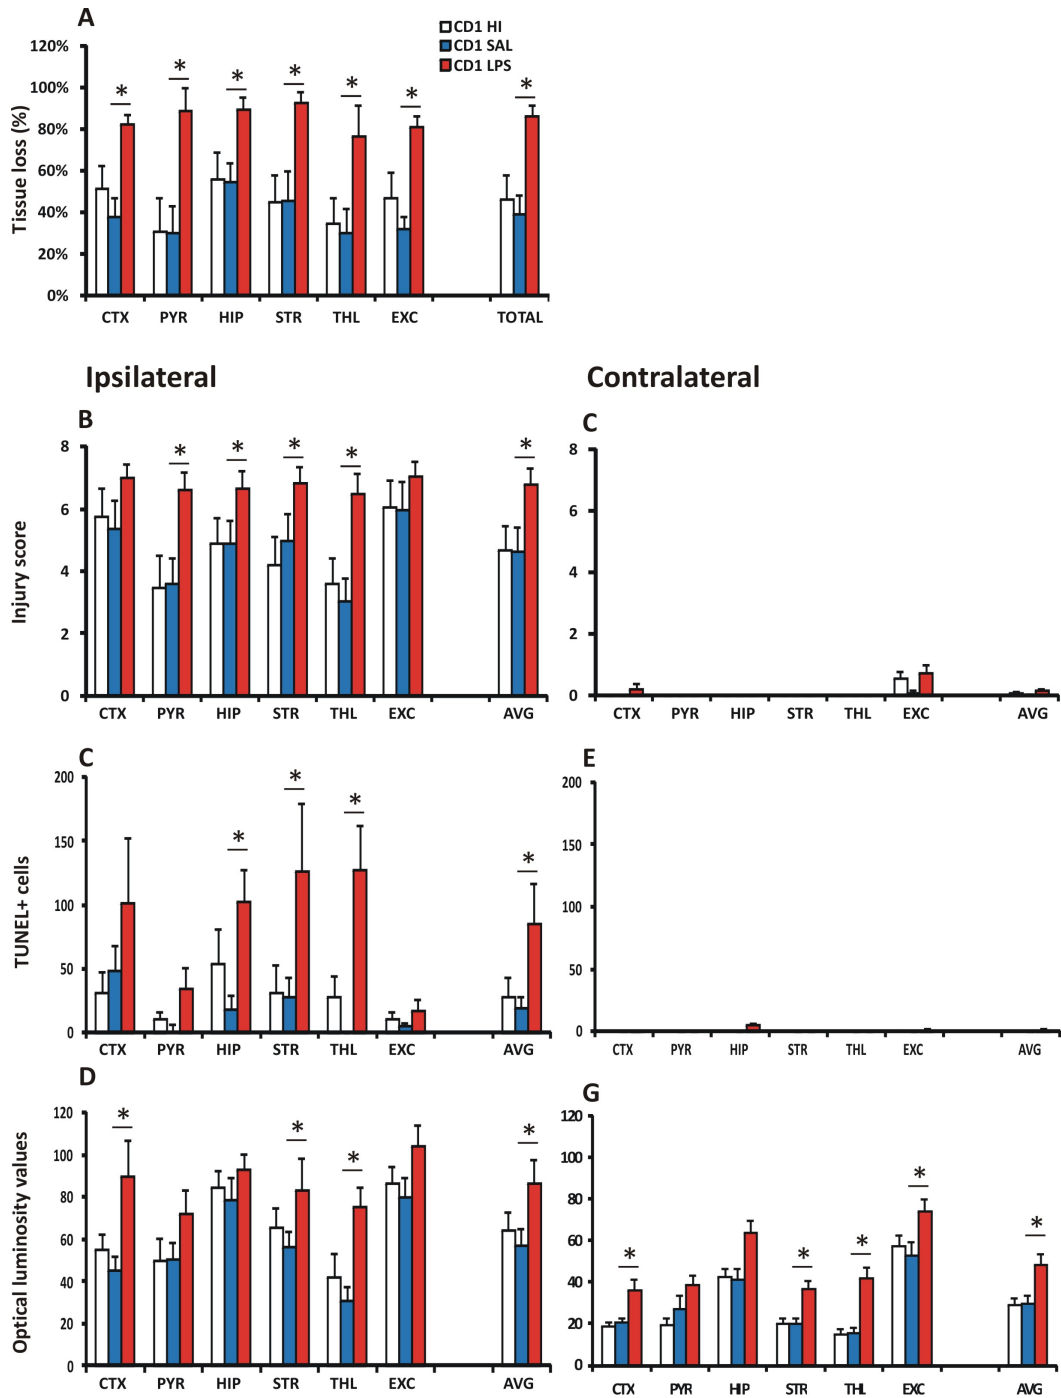 A
CD1 HI
CD1 SAL
CD1 LPS
Tissue loss (%)
120%
100%
80%
60%
40%
20%
0%
* * * * * * *
CTX PYR HIP STR THL EXC TOTAL
Ipsilateral
Contralateral
B
Injury score
8
6
4
2
0
* * * * *
CTX PYR HIP STR THL EXC AVG
C
8
6
4
2
0
CTX PYR HIP STR THL EXC AVG
C
TUNEL+ cells
200
150
100
50
0
* * * *
CTX PYR HIP STR THL EXC AVG
E
200
150
100
50
0
CTX PYR HIP STR THL EXC AVG
D
Optical luminosity values
120
100
80
60
40
20
0
* * * *
CTX PYR HIP STR THL EXC AVG
G
120
100
80
60
40
20
0
* * * * *
CTX PYR HIP STR THL EXC AVG